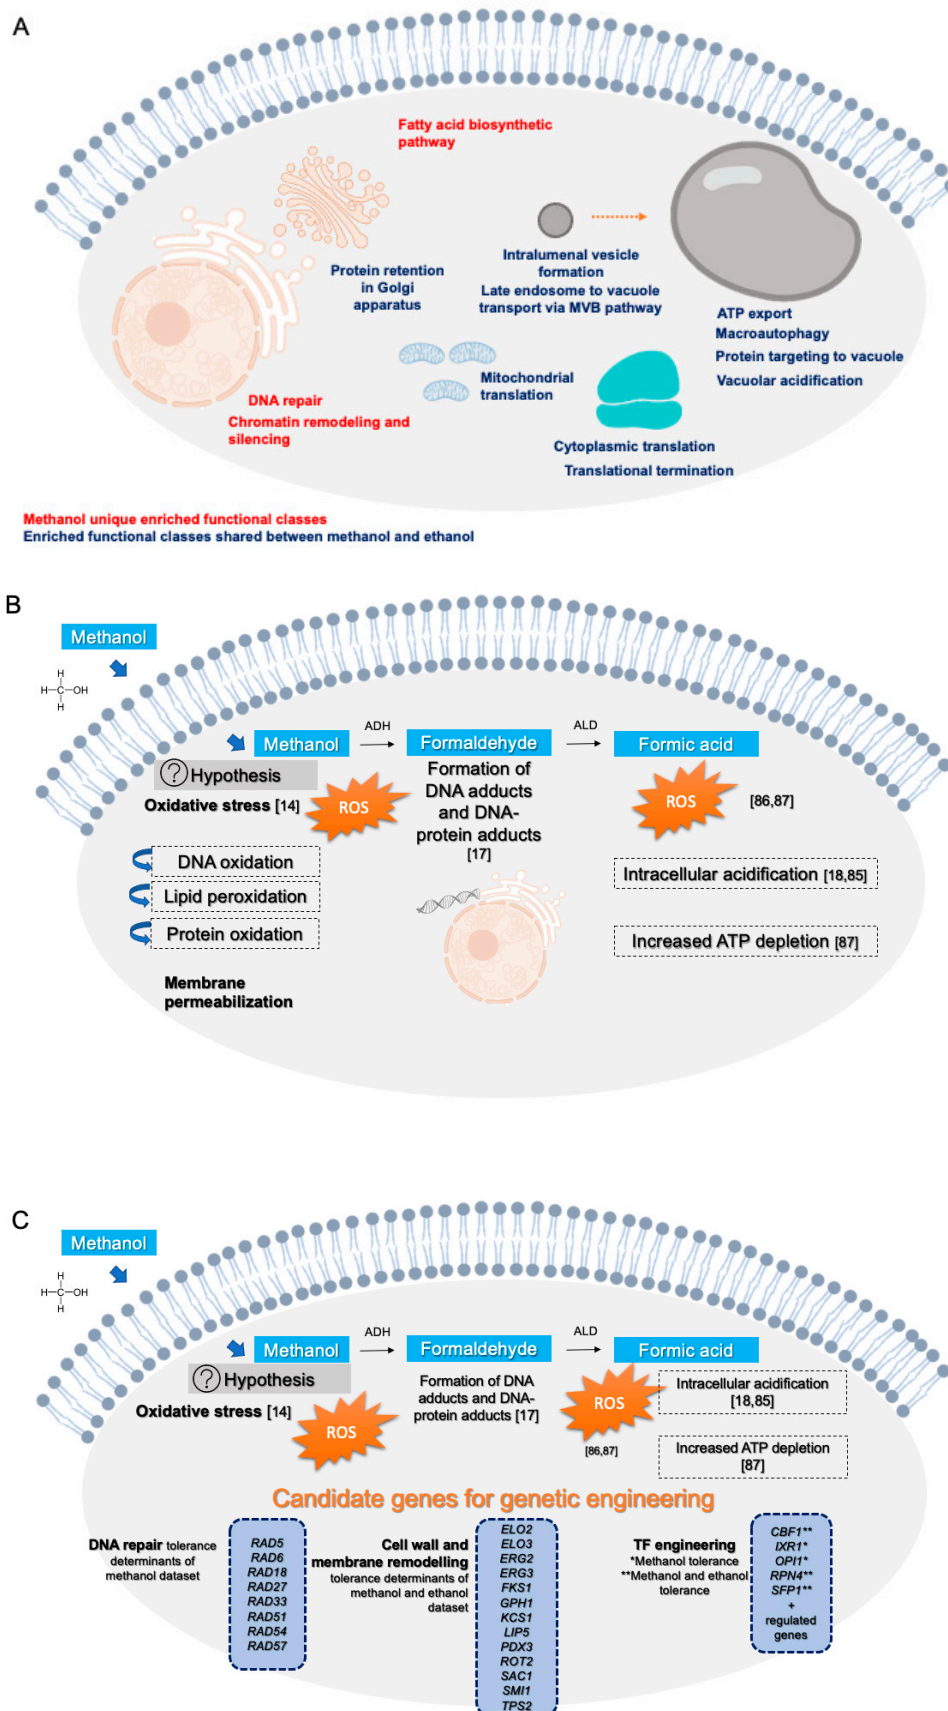 A
Fatty acid biosynthetic
pathway
Protein retention
in Golgi
apparatus
Intralumenal vesicle
formation
Late endosome to vacuole
transport via MVB pathway
ATP export
Macroautophagy
Protein targeting to vacuole
Vacuolar acidification
Mitochondrial
translation
DNA repair
Chromatin remodeling and
silencing
Cytoplasmic translation
Translational termination
Methanol unique enriched functional classes
Enriched functional classes shared between methanol and ethanol
B
Methanol
H
H-C-OH
H
Methanol
ADH
Formaldehyde
ALD
Formic acid
? Hypothesis
Oxidative stress [14]
ROS
Formation of
DNA adducts
and DNA-
protein adducts
[17]
ROS
[86,87]
DNA oxidation
Lipid peroxidation
Protein oxidation
Intracellular acidification [18,85]
Increased ATP depletion [87]
Membrane
permeabilization
C
Methanol
H
H-C-OH
H
Methanol
ADH
Formaldehyde
ALD
Formic acid
? Hypothesis
Oxidative stress [14]
ROS
Formation of DNA
adducts and DNA-
protein adducts [17]
ROS
[86,87]
Intracellular acidification
[18,85]
Increased ATP depletion
[87]
Candidate genes for genetic engineering
DNA repair tolerance
determinants of
methanol dataset
RAD5
RAD6
RAD18
RAD27
RAD33
RAD51
RAD54
RAD57
Cell wall and
membrane remodelling
tolerance determinants of
methanol and ethanol
dataset
ELO2
ELO3
ERG2
ERG3
FKS1
GPH1
KCS1
LIP5
PDX3
ROT2
SAC1
SMI1
TPS2
TF engineering
*Methanol tolerance
**Methanol and ethanol
tolerance
CBF1**
IXR1*
OPI1*
RPN4**
SFP1**
+
regulated
genes